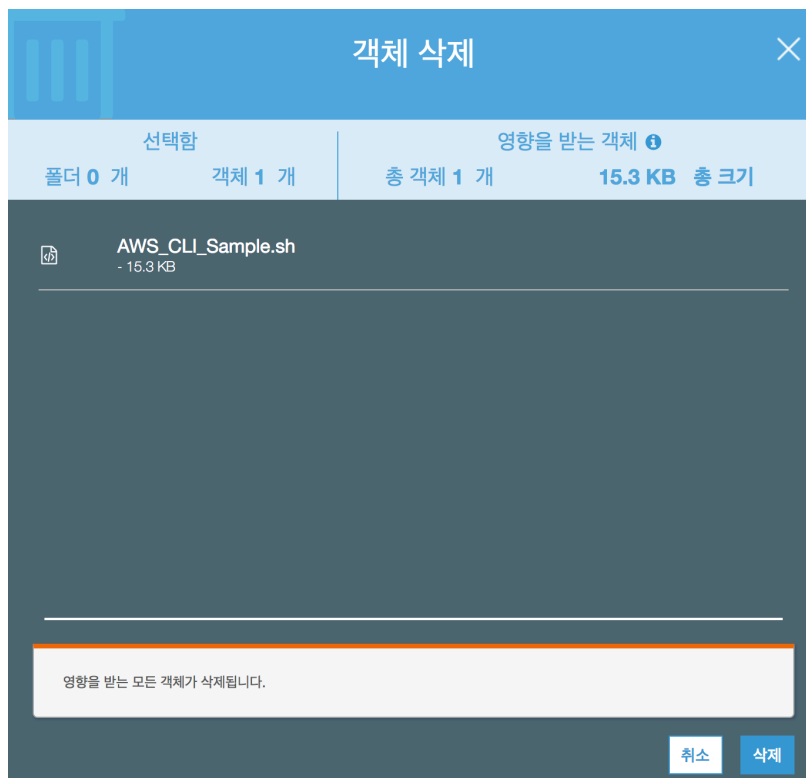 객체 삭제
선택함
영향을 받는 객체
폴더 0 개 객체 1 개 총 객체 1 개 15.3 KB 총 크기
AWS_CLI_Sample.sh
- 15.3 KB
영향을 받는 모든 객체가 삭제됩니다.
취소 삭제